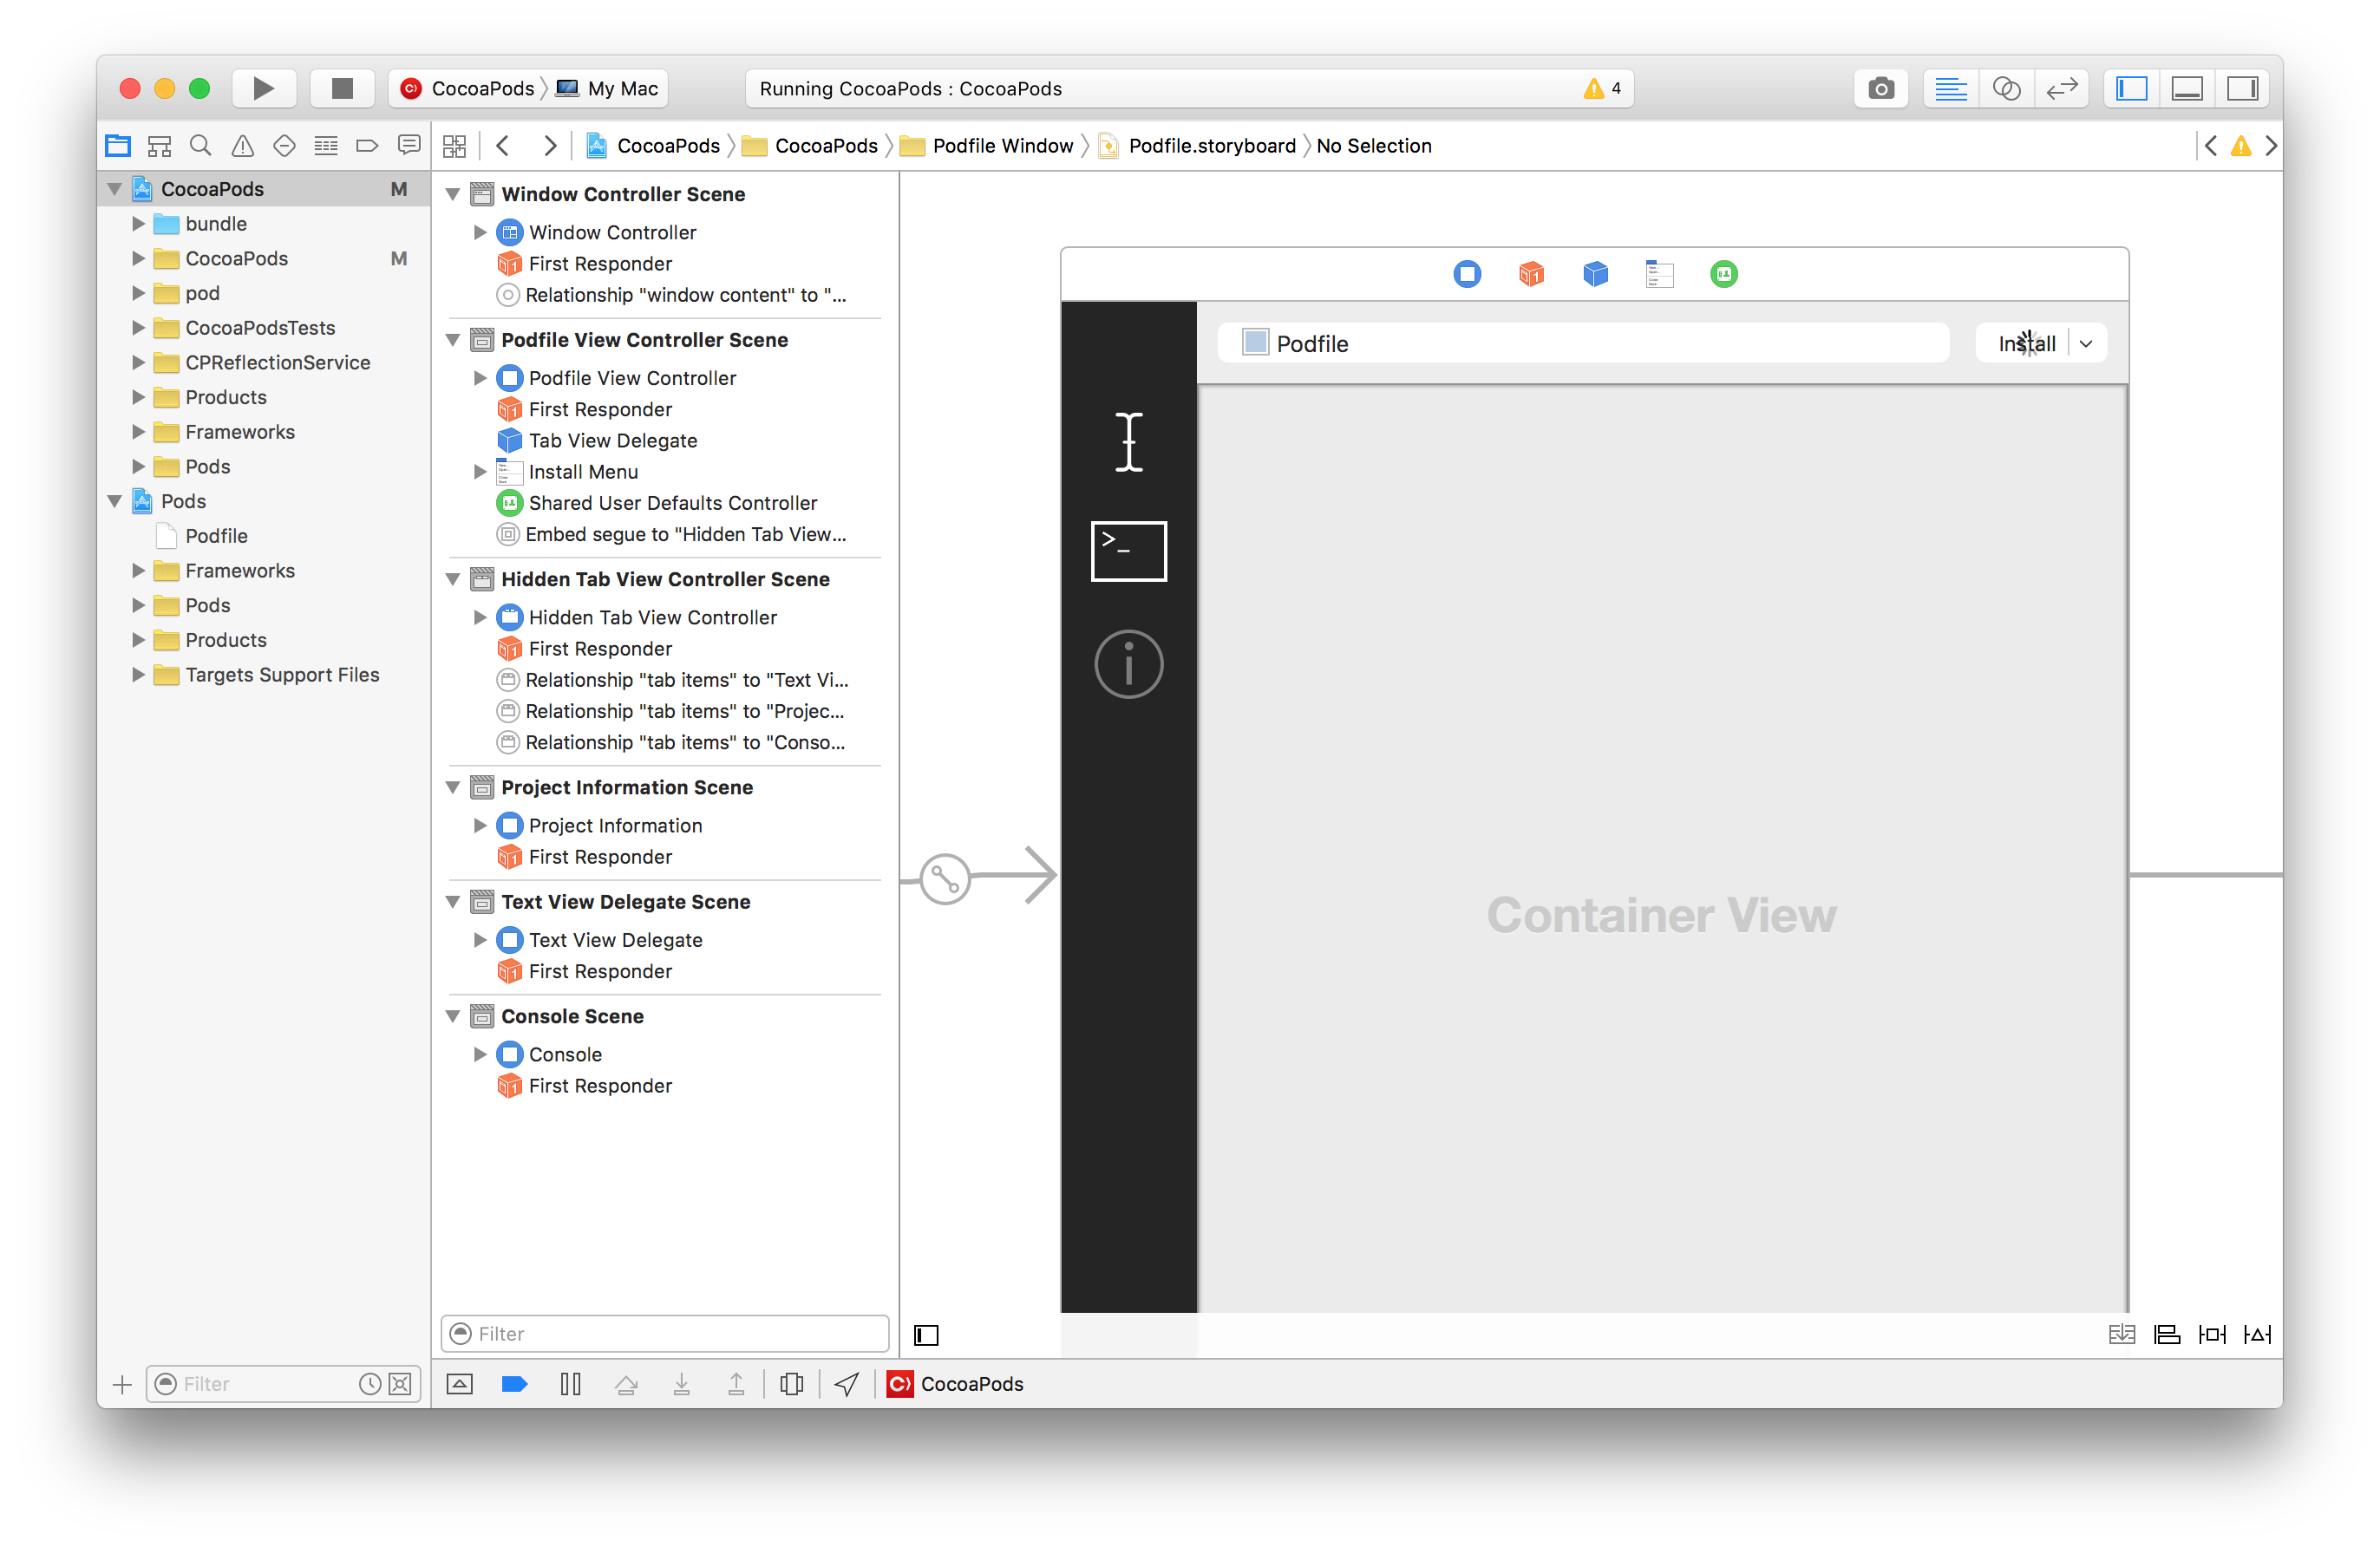 CocoaPods My Mac
Running CocoaPods : CocoaPods
4
CocoaPods CocoaPods Podfile Window Podfile.storyboard No Selection
CocoaPods M
bundle
CocoaPods M
pod
CocoaPodsTests
CPReflectionService
Products
Frameworks
Pods
Pods
Podfile
Frameworks
Pods
Products
Targets Support Files
Filter
Window Controller Scene
Window Controller
First Responder
Relationship "window content" to "...
Podfile View Controller Scene
Podfile View Controller
First Responder
Tab View Delegate
Install Menu
Shared User Defaults Controller
Embed segue to "Hidden Tab View...
Hidden Tab View Controller Scene
Hidden Tab View Controller
First Responder
Relationship "tab items" to "Text Vi...
Relationship "tab items" to "Projec...
Relationship "tab items" to "Conso...
Project Information Scene
Project Information
First Responder
Text View Delegate Scene
Text View Delegate
First Responder
Console Scene
Console
First Responder
Filter
Podfile
Install
>_
Container View
CocoaPods